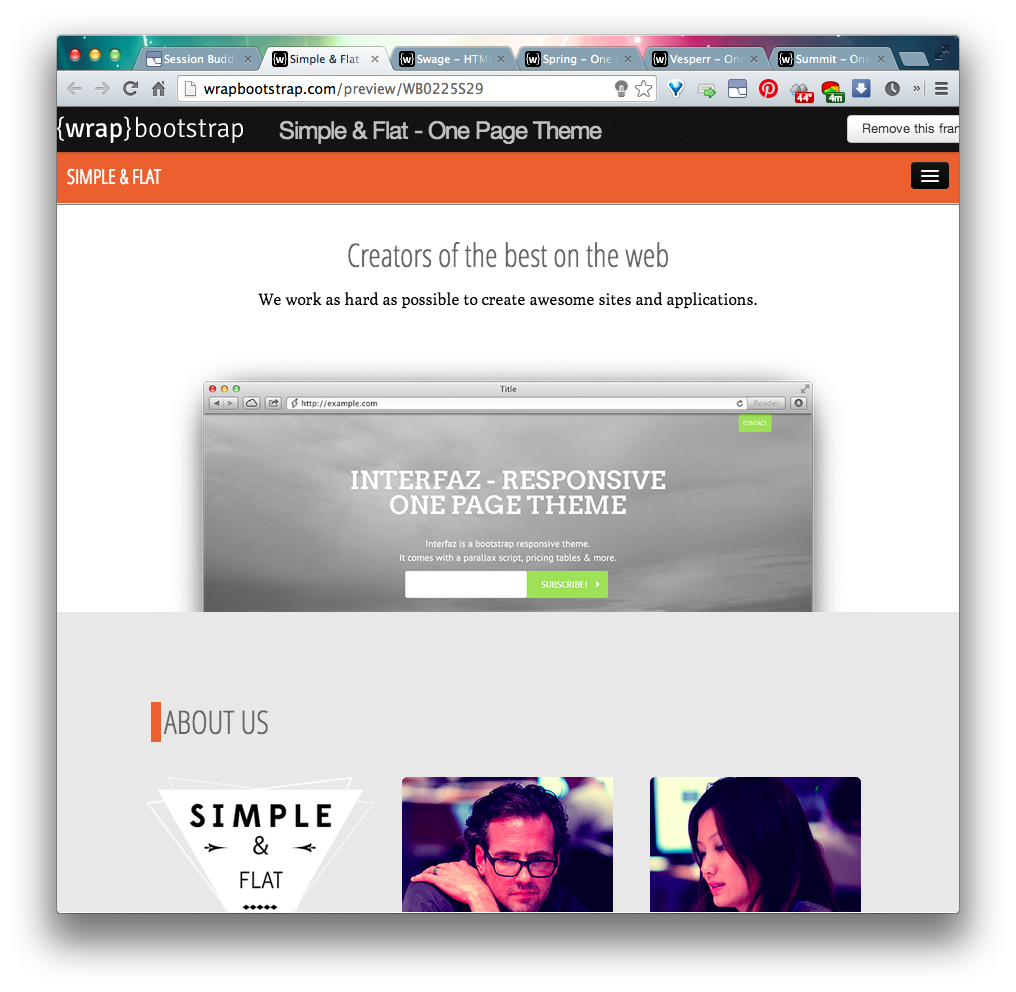 Session Budd
Simple & Flat
Swage – HTM
Spring – One
Vesperr – On
Summit – One
wrapbootstrap.com/preview/WB0225S29
44°
4m
»
{wrap}bootstrap
Simple & Flat - One Page Theme
Remove this fran
SIMPLE & FLAT
Creators of the best on the web
We work as hard as possible to create awesome sites and applications.
Title
http://example.com
Reader
CONTACT
INTERFAZ - RESPONSIVE
ONE PAGE THEME
Interfaz is a bootstrap responsive theme.
It comes with a parallax script, pricing tables & more.
SUBSCRIBE!
ABOUT US
SIMPLE
&
FLAT